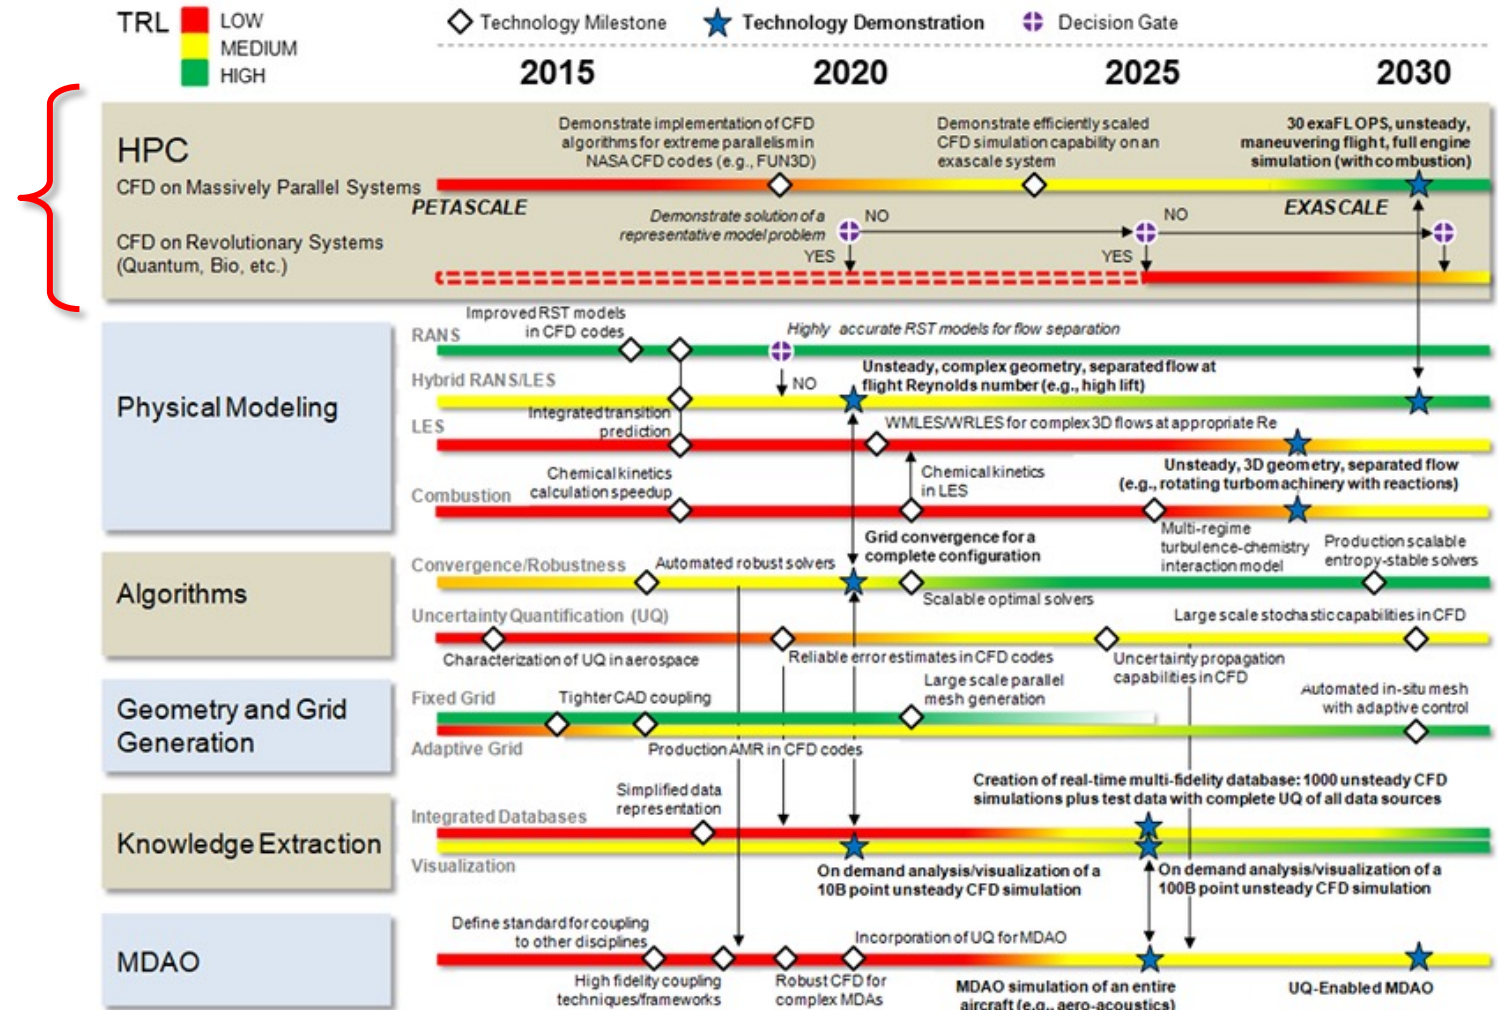 TRL
LOW
MEDIUM
HIGH
Technology Milestone
Technology Demonstration
Decision Gate
2015
2020
2025
2030
HPC
CFD on Massively Parallel Systems
Demonstrate implementation of CFD
algorithms for extreme parallelism in
NASA CFD codes (e.g., FUN3D)
Demonstrate efficiently scaled
CFD simulation capability on an
exascale system
30 exaFLOPS, unsteady,
maneuvering flight, full engine
simulation (with combustion)
PETASCALE
EXASCALE
CFD on Revolutionary Systems
(Quantum, Bio, etc.)
Demonstrate solution of a
representative model problem
NO
YES
NO
YES
Physical Modeling
RANS
Improved RST models
in CFD codes
Highly accurate RST models for flow separation
Hybrid RANS/LES
NO
Unsteady, complex geometry, separated flow at
flight Reynolds number (e.g., high lift)
Integrated transition
prediction
LES
WMLES/WRLES for complex 3D flows at appropriate Re
Chemical kinetics
calculation speedup
Chemical kinetics
in LES
Unsteady, 3D geometry, separated flow
(e.g., rotating turbomachinery with reactions)
Combustion
Multi-regime
turbulence-chemistry
interaction model
Algorithms
Convergence/Robustness
Automated robust solvers
Grid convergence for a
complete configuration
Production scalable
entropy-stable solvers
Scalable optimal solvers
Uncertainty Quantification (UQ)
Large scale stochastic capabilities in CFD
Characterization of UQ in aerospace
Reliable error estimates in CFD codes
Uncertainty propagation
capabilities in CFD
Geometry and Grid
Generation
Fixed Grid
Tighter CAD coupling
Large scale parallel
mesh generation
Automated in-situ mesh
with adaptive control
Adaptive Grid
Production AMR in CFD codes
Knowledge Extraction
Integrated Databases
Simplified data
representation
Creation of real-time multi-fidelity database: 1000 unsteady CFD
simulations plus test data with complete UQ of all data sources
Visualization
On demand analysis/visualization of a
10B point unsteady CFD simulation
On demand analysis/visualization of a
100B point unsteady CFD simulation
MDAO
Define standard for coupling
to other disciplines
Incorporation of UQ for MDAO
High fidelity coupling
techniques/frameworks
Robust CFD for
complex MDAs
MDAO simulation of an entire
aircraft (e.g., aero-acoustics)
UQ-Enabled MDAO